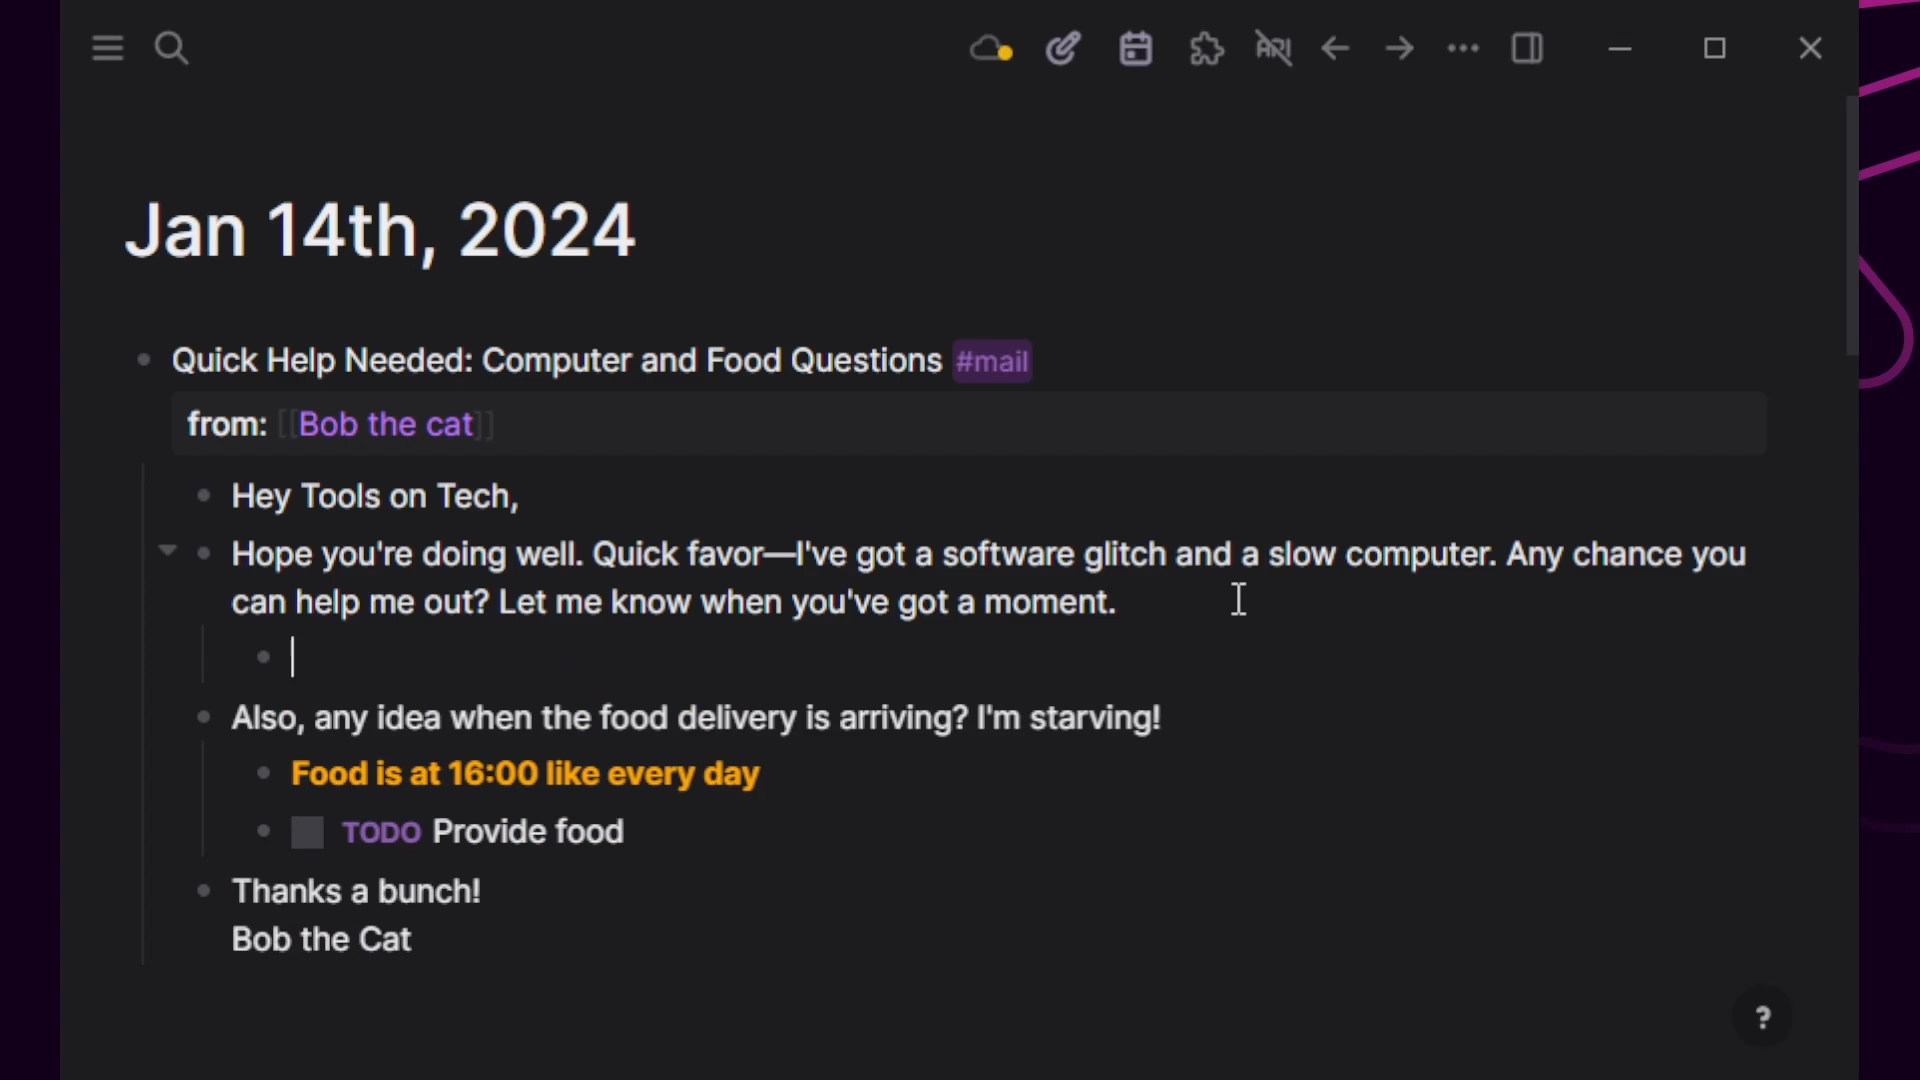 API
Jan 14th, 2024
Quick Help Needed: Computer and Food Questions #mail
from: [[Bob the cat]]
Hey Tools on Tech,
Hope you're doing well. Quick favor—I've got a software glitch and a slow computer. Any chance you
can help me out? Let me know when you've got a moment.
Also, any idea when the food delivery is arriving? I'm starving!
Food is at 16:00 like every day
TODO Provide food
Thanks a bunch!
Bob the Cat
?